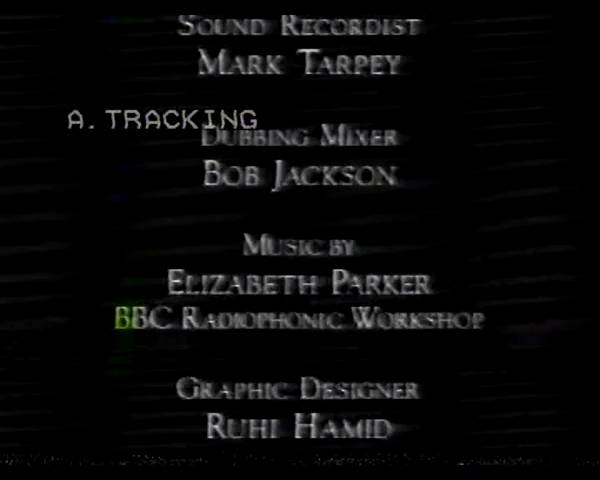 SOUND RECORDIST
MARK TARPEY
A. TRACKING
DUBBING MIXER
BOB JACKSON
MUSIC BY
ELIZABETH PARKER
BBC RADIOPHONIC WORKSHOP
GRAPHIC DESIGNER
RUHI HAMID